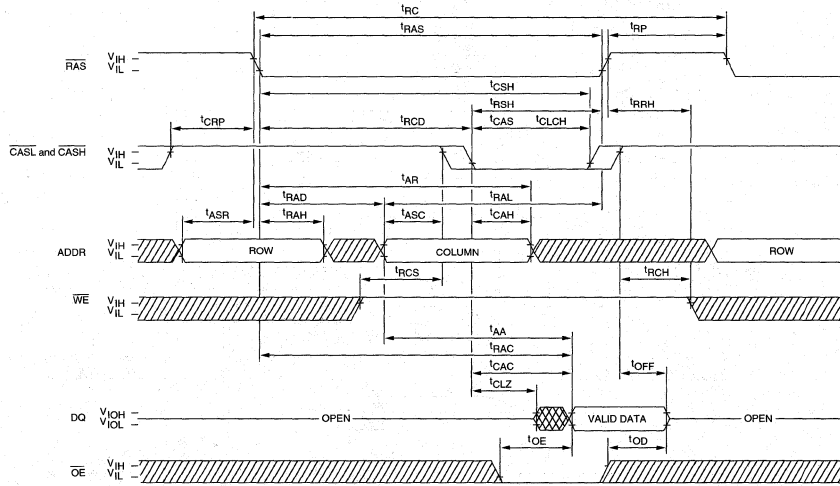 tRC
tRAS
tRP
RAS
VIH
VIL
tCSH
tRSH
tRRH
tCRP
tRCD
tCAS
tCLCH
CASL and CASH
VIH
VIL
tAR
tRAD
tRAL
tASR
tRAH
tASC
tCAH
ADDR
VIH
VIL
ROW
COLUMN
ROW
tRCS
tRCH
WE
VIH
VIL
tAA
tRAC
tCAC
tOFF
tCLZ
DQ
VIOH
VIOL
OPEN
VALID DATA
OPEN
tOE
tOD
OE
VIH
VIL